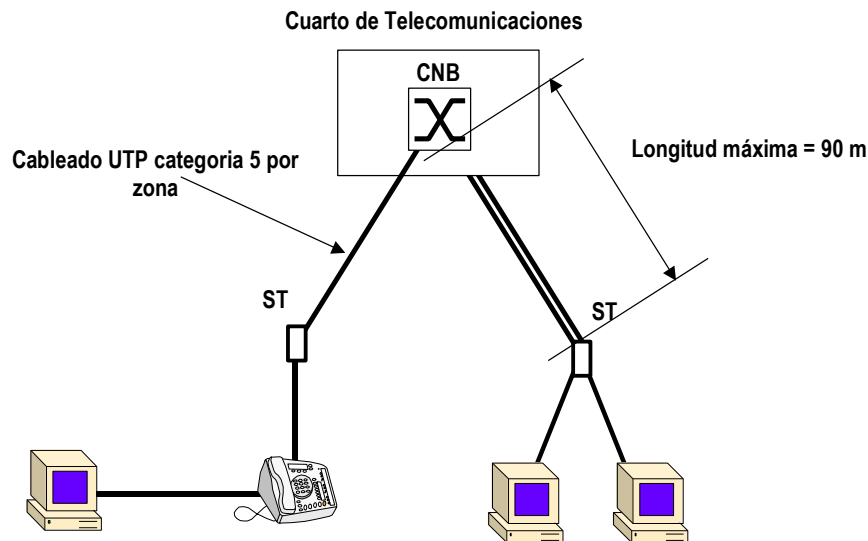 Cuarto de Telecomunicaciones
CNB
Cableado UTP categoria 5 por
zona
Longitud máxima = 90 m
ST
ST